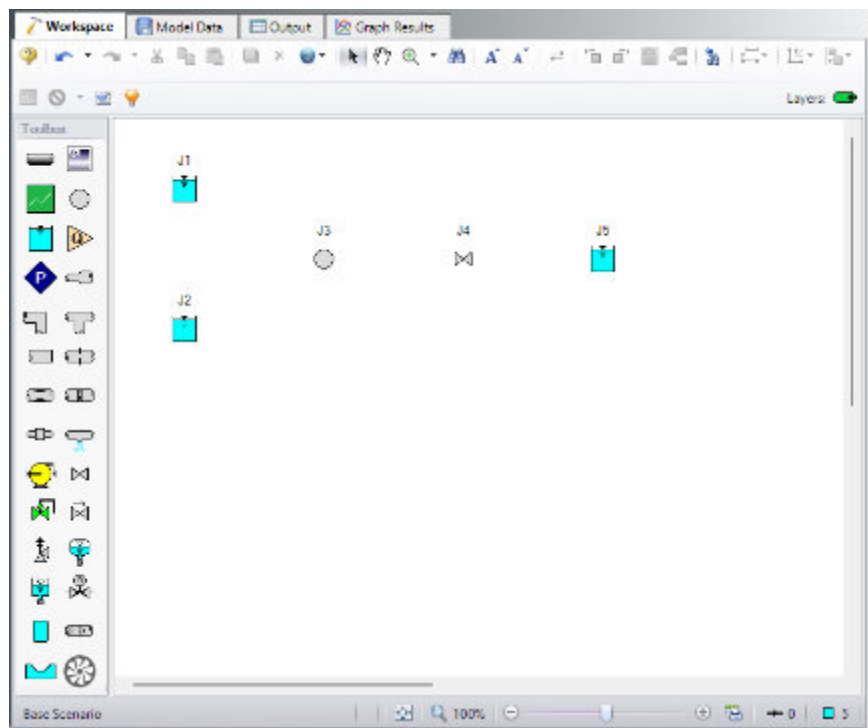 Workspace Model Data Output Graph Results
A A
Layers:
Toolbox
J1
J3 J4 J5
J2
P
Base Scenario 100% 0 5